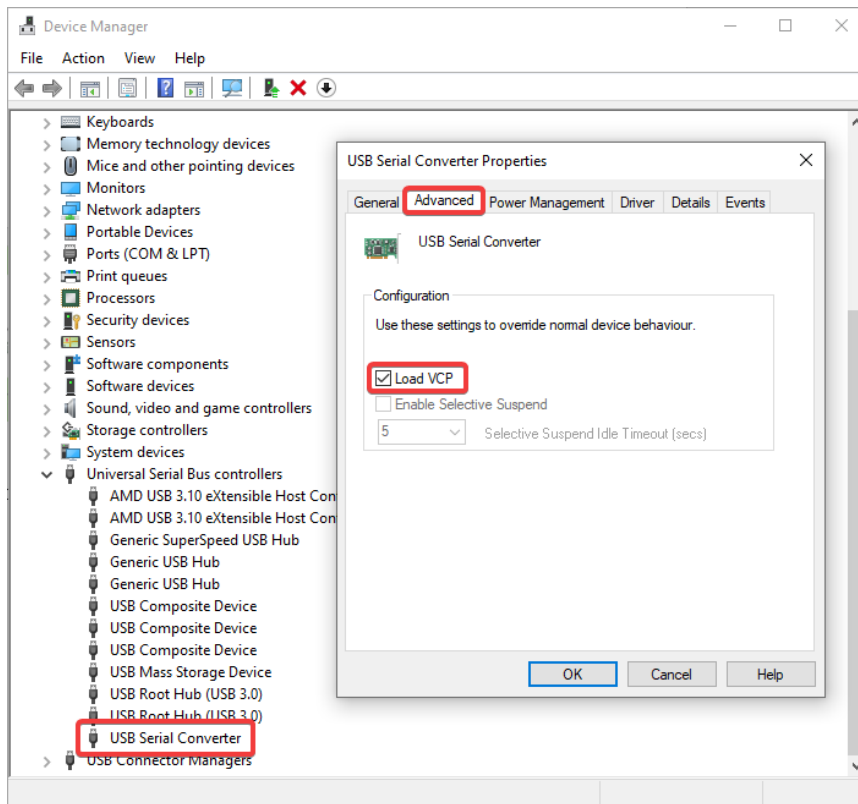 Device Manager
File Action View Help
Keyboards
Memory technology devices
Mice and other pointing devices
Monitors
Network adapters
Portable Devices
Ports (COM & LPT)
Print queues
Processors
Security devices
Sensors
Software components
Software devices
Sound, video and game controllers
Storage controllers
System devices
Universal Serial Bus controllers
AMD USB 3.10 eXtensible Host Con
AMD USB 3.10 eXtensible Host Con
Generic SuperSpeed USB Hub
Generic USB Hub
Generic USB Hub
USB Composite Device
USB Composite Device
USB Composite Device
USB Mass Storage Device
USB Root Hub (USB 3.0)
USB Root Hub (USB 3.0)
USB Serial Converter
USB Connector Managers
USB Serial Converter Properties
General Advanced Power Management Driver Details Events
USB Serial Converter
Configuration
Use these settings to override normal device behaviour.
Load VCP
Enable Selective Suspend
5 Selective Suspend Idle Timeout (secs)
OK Cancel Help